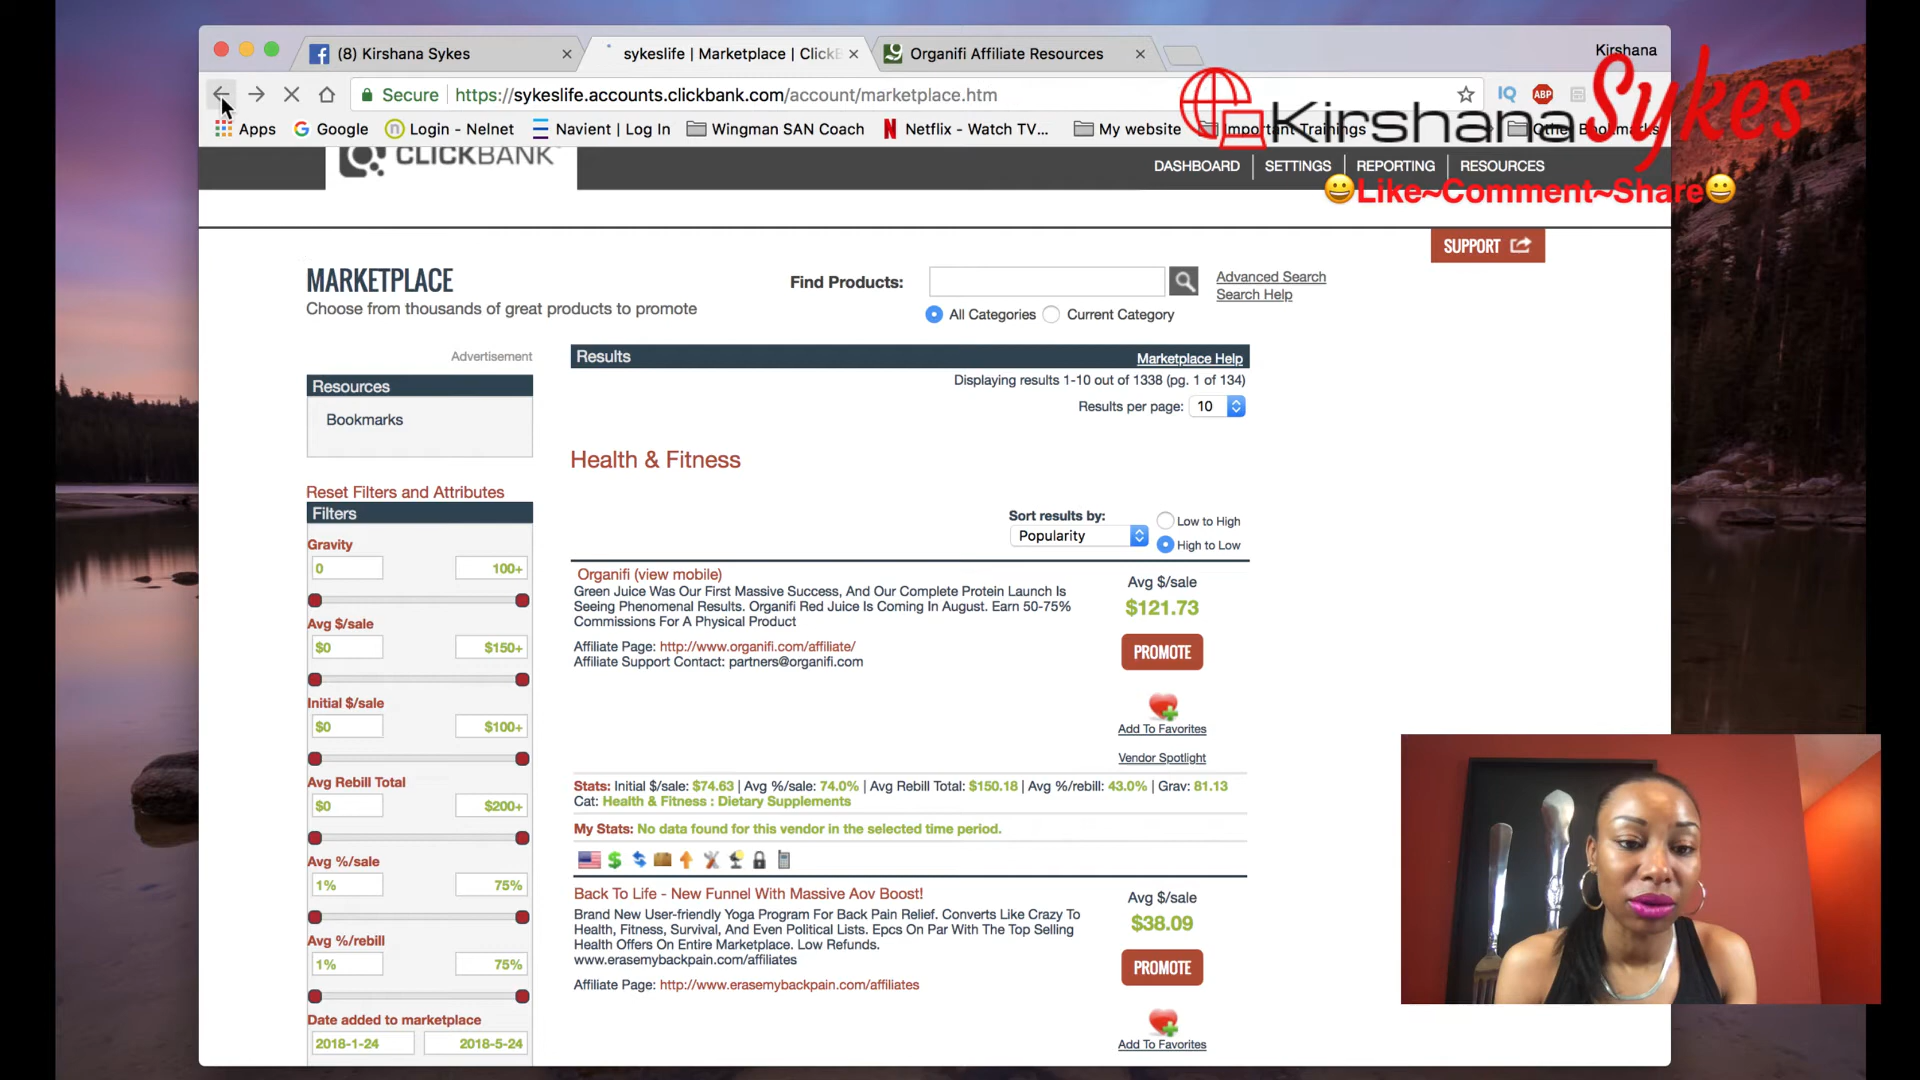 (8) Kirshana Sykes
sykeslife | Marketplace | ClickB
Organifi Affiliate Resources
Kirshana
Secure https://sykeslife.accounts.clickbank.com/account/marketplace.htm
IQ ABP
Kirshana Sykes
Apps Google Login - Nelnet Navient | Log In Wingman SAN Coach Netflix - Watch TV... My website Important Trainings Other Bookmarks
CLICKBANK
DASHBOARD SETTINGS REPORTING RESOURCES
Like~Comment~Share
SUPPORT
MARKETPLACE
Choose from thousands of great products to promote
Find Products:
Advanced Search
Search Help
All Categories Current Category
Advertisement
Resources
Bookmarks
Results
Marketplace Help
Displaying results 1-10 out of 1338 (pg. 1 of 134)
Results per page: 10
Health & Fitness
Reset Filters and Attributes
Filters
Gravity
0 100+
Avg $/sale
$0 $150+
Initial $/sale
$0 $100+
Avg Rebill Total
$0 $200+
Avg %/sale
1% 75%
Avg %/rebill
1% 75%
Date added to marketplace
2018-1-24 2018-5-24
Sort results by:
Popularity
Low to High
High to Low
Organifi (view mobile)
Green Juice Was Our First Massive Success, And Our Complete Protein Launch Is
Seeing Phenomenal Results. Organifi Red Juice Is Coming In August. Earn 50-75%
Commissions For A Physical Product
Affiliate Page: http://www.organifi.com/affiliate/
Affiliate Support Contact: partners@organifi.com
Avg $/sale
$121.73
PROMOTE
Add To Favorites
Vendor Spotlight
Stats: Initial $/sale: $74.63 | Avg %/sale: 74.0% | Avg Rebill Total: $150.18 | Avg %/rebill: 43.0% | Grav: 81.13
Cat: Health & Fitness : Dietary Supplements
My Stats: No data found for this vendor in the selected time period.
Back To Life - New Funnel With Massive Aov Boost!
Brand New User-friendly Yoga Program For Back Pain Relief. Converts Like Crazy To
Health, Fitness, Survival, And Even Political Lists. Epcs On Par With The Top Selling
Health Offers On Entire Marketplace. Low Refunds.
www.erasemybackpain.com/affiliates
Affiliate Page: http://www.erasemybackpain.com/affiliates
Avg $/sale
$38.09
PROMOTE
Add To Favorites